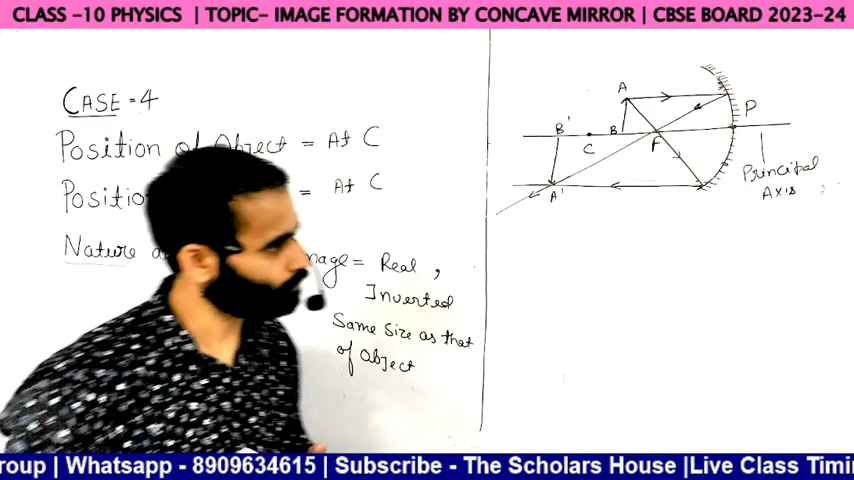 CLASS -10 PHYSICS | TOPIC- IMAGE FORMATION BY CONCAVE MIRROR | CBSE BOARD 2023-24
CASE = 4
Position of Object = At C
Positio = At C
Nature a mage = Real ,
Inverted
Same size as that
of object
A
B' B P
C F
A'
Principal
Axis
roup | Whatsapp - 8909634615 | Subscribe - The Scholars House |Live Class Timi